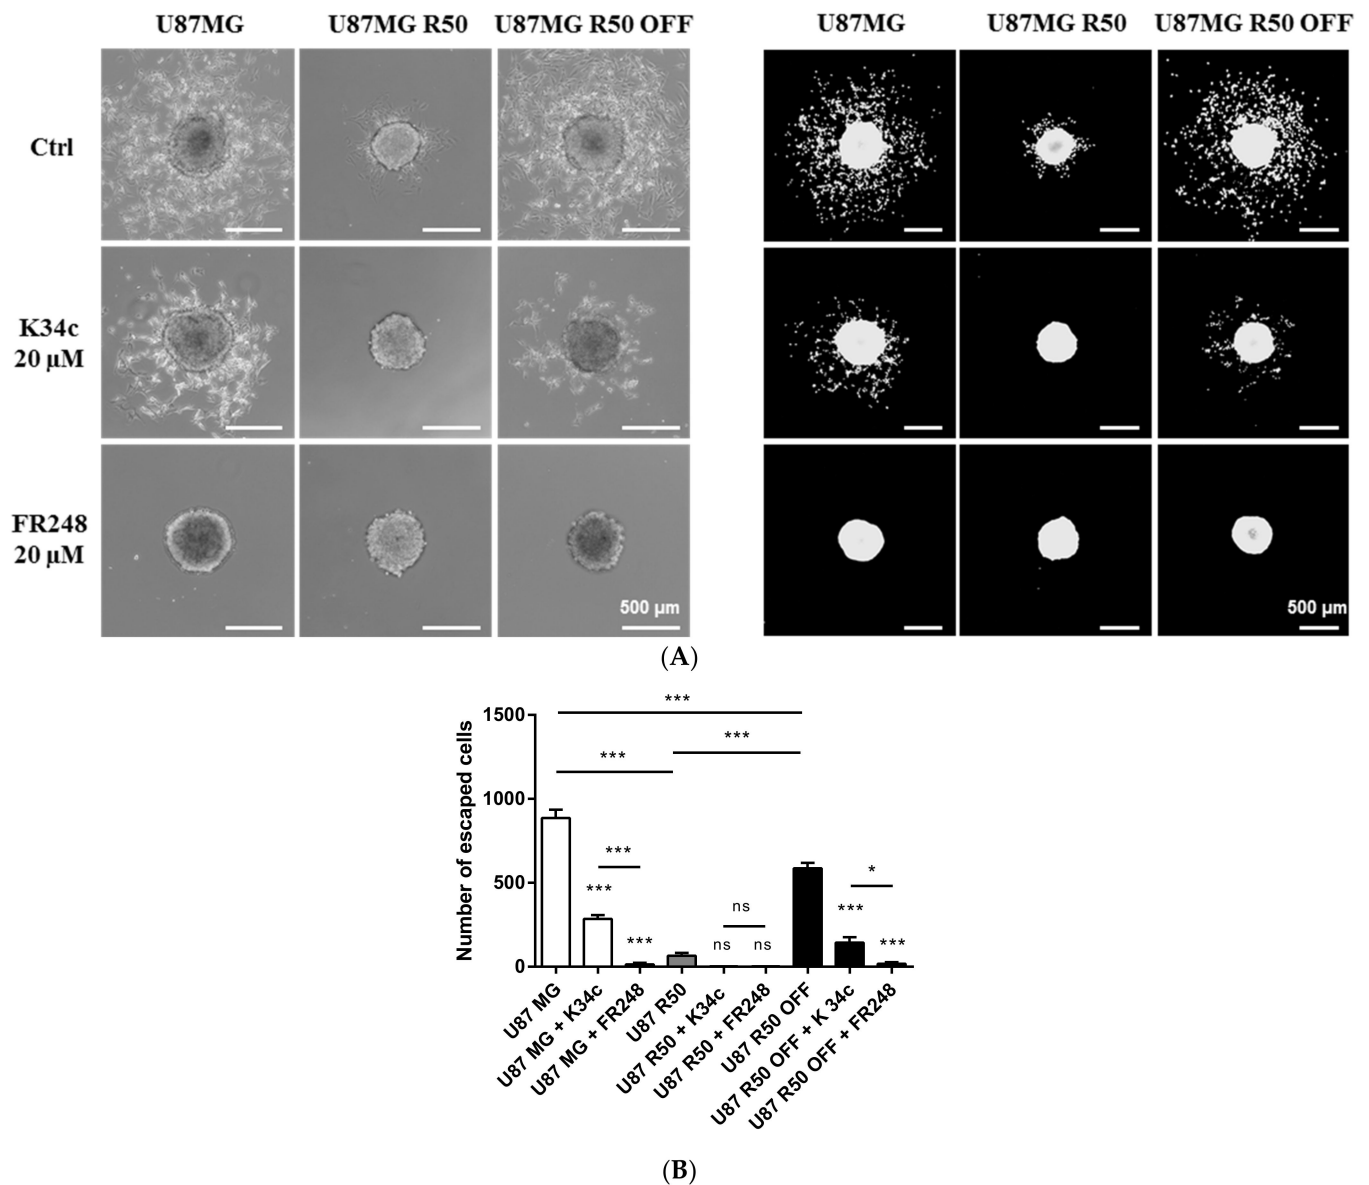 U87MG U87MG R50 U87MG R50 OFF U87MG U87MG R50 U87MG R50 OFF
Ctrl
K34c
20 µM
FR248
20 µM
500 µm 500 µm
(A)
***
1500
***
***
1000
***
500
*
***
***
ns
***
***
ns ns
0
Number of escaped cells
U87 MG
U87 MG + K34c
U87 MG + FR248
U87 R50
U87 R50 + K34c
U87 R50 + FR248
U87 R50 OFF
U87 R50 OFF + K 34c
U87 R50 OFF + FR248
(B)